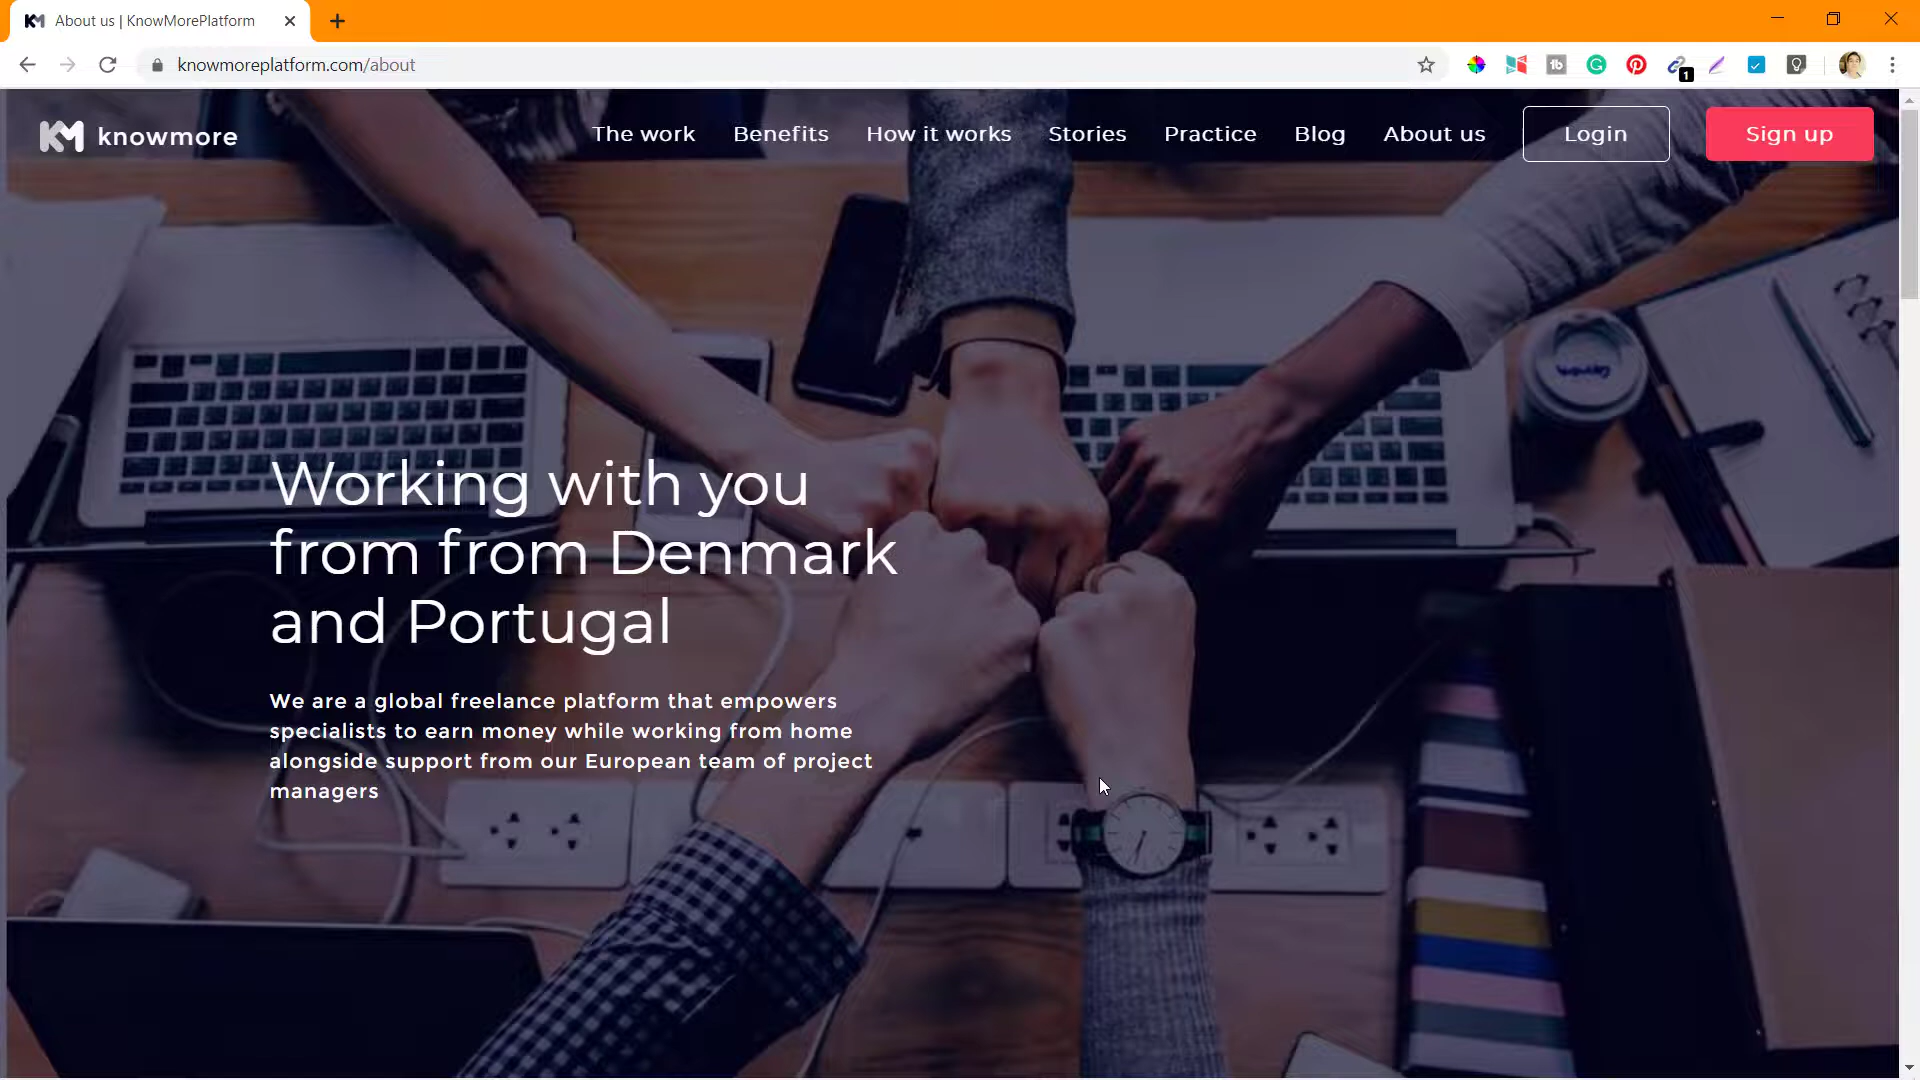 About us | KnowMorePlatform
knowmoreplatform.com/about
1
KM knowmore
The work
Benefits
How it works
Stories
Practice
Blog
About us
Login
Sign up
Working with you
from from Denmark
and Portugal
We are a global freelance platform that empowers
specialists to earn money while working from home
alongside support from our European team of project
managers